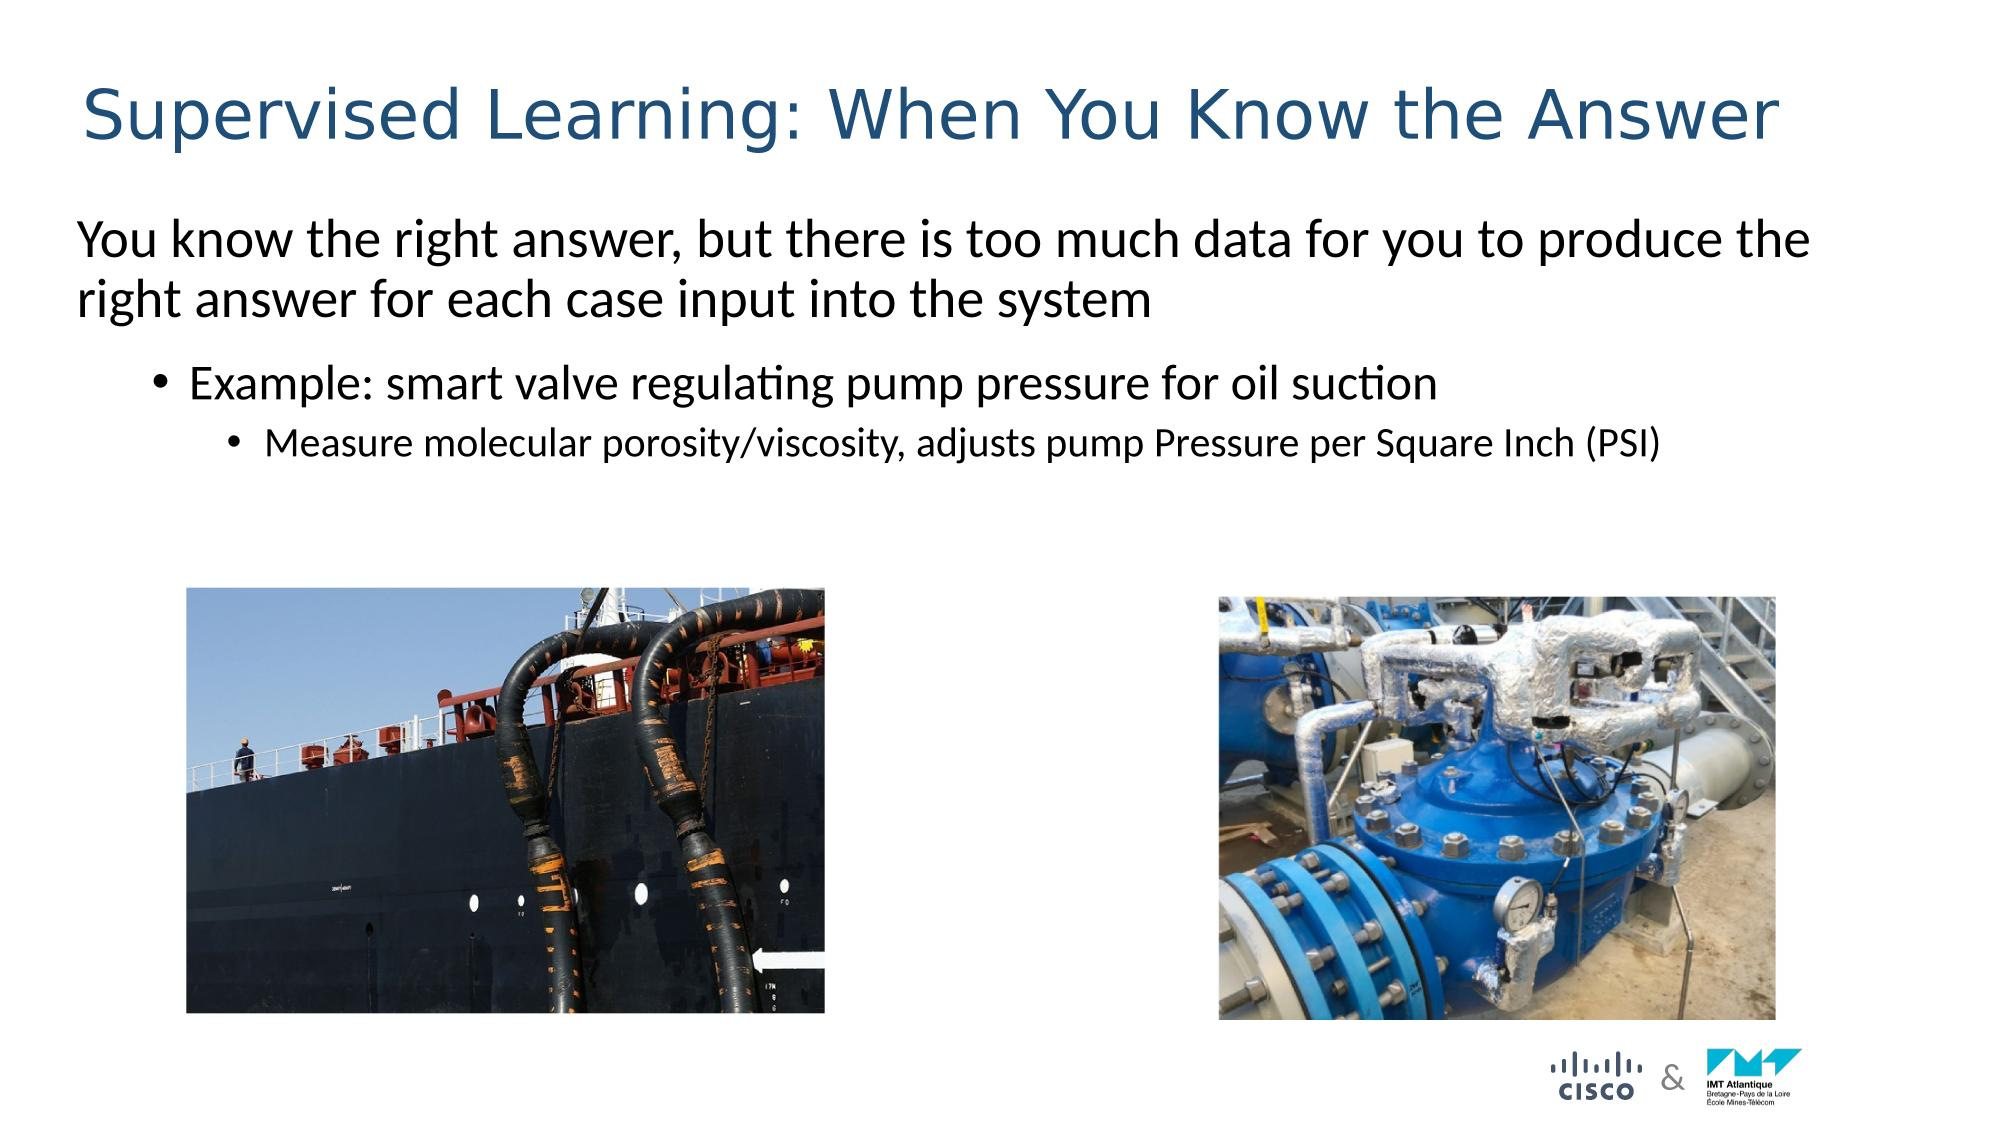 Supervised Learning: When You Know the Answer
You know the right answer, but there is too much data for you to produce the
right answer for each case input into the system
• Example: smart valve regulating pump pressure for oil suction
• Measure molecular porosity/viscosity, adjusts pump Pressure per Square Inch (PSI)
CISCO
&
IMT Atlantique
Bretagne-Pays de la Loire
École Mines-Télécom